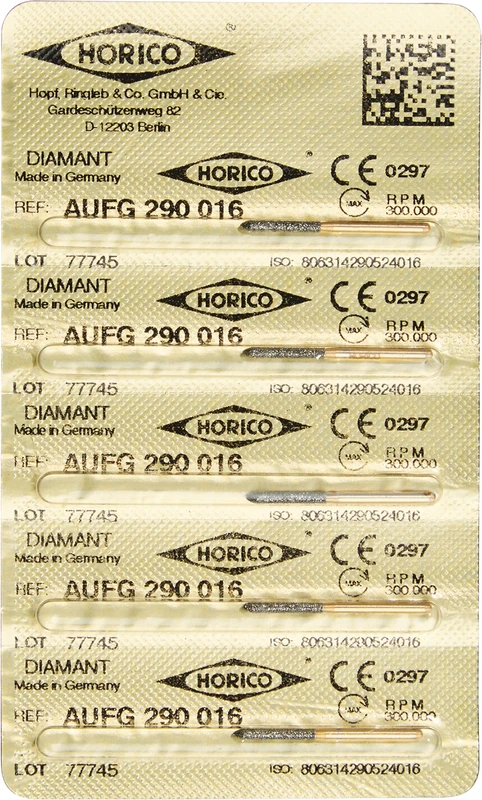 HORICO ®
Hopf, Ringleb & Co. GmbH & Cie.
Gardeschützenweg 82
D-12203 Berlin
DIAMANT HORICO ® CE 0297
Made in Germany
REF: AUFG 290 016 MAX RPM 300.000
LOT 77745 ISO: 806314290524016
DIAMANT HORICO ® CE 0297
Made in Germany
REF: AUFG 290 016 MAX RPM 300.000
LOT 77745 ISO: 806314290524016
DIAMANT HORICO ® CE 0297
Made in Germany
REF: AUFG 290 016 MAX RPM 300.000
LOT 77745 ISO: 806314290524016
DIAMANT HORICO ® CE 0297
Made in Germany
REF: AUFG 290 016 MAX RPM 300.000
LOT 77745 ISO: 806314290524016
DIAMANT HORICO ® CE 0297
Made in Germany
REF: AUFG 290 016 MAX RPM 300.000
LOT 77745 ISO: 806314290524016